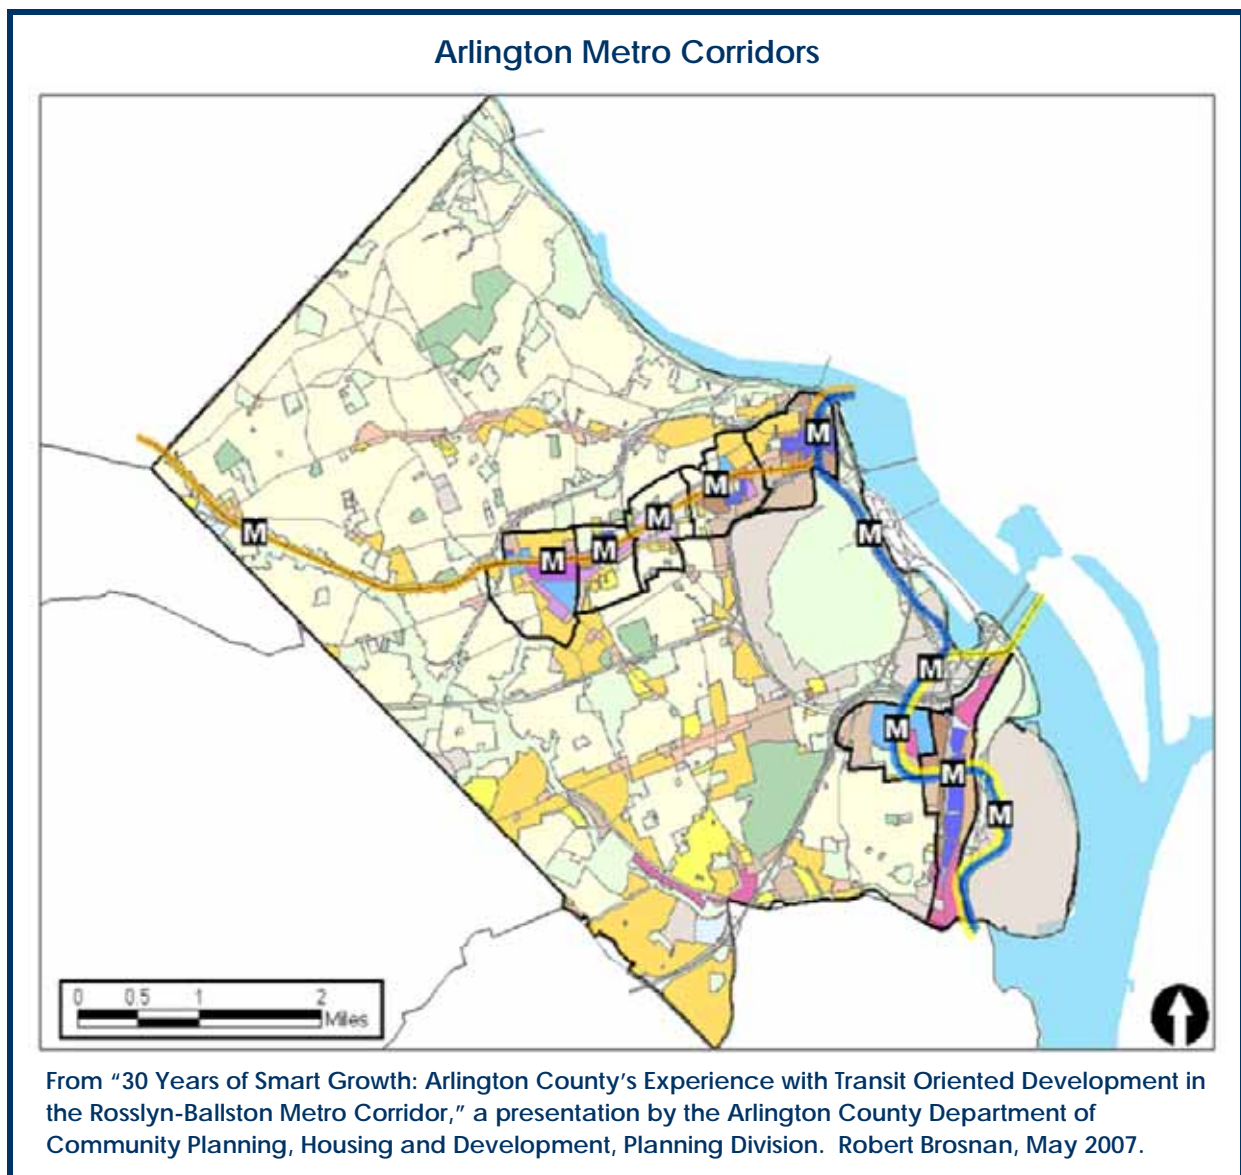 Arlington Metro Corridors
M
M
M
M
M
M
M
M
M
M
M
0 0.5 1 2
Miles
From “30 Years of Smart Growth: Arlington County’s Experience with Transit Oriented Development in
the Rosslyn-Ballston Metro Corridor,” a presentation by the Arlington County Department of
Community Planning, Housing and Development, Planning Division.  Robert Brosnan, May 2007.